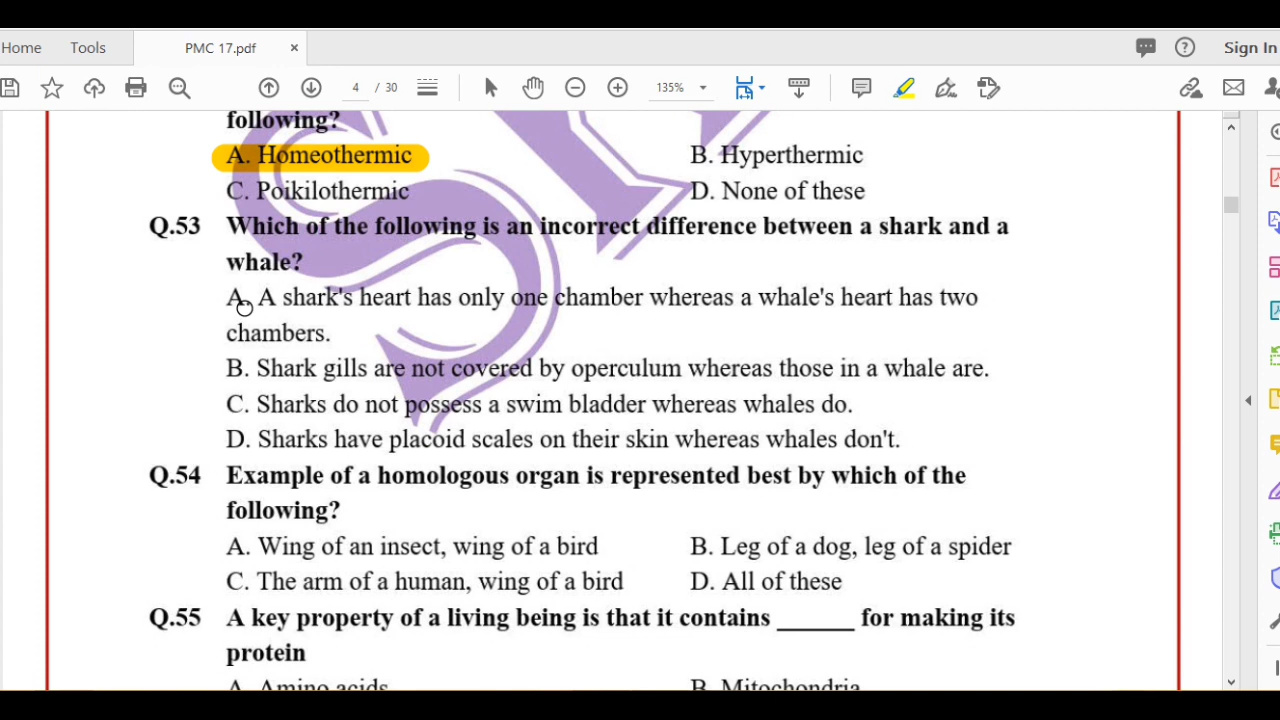 Home Tools PMC 17.pdf × Sign In
4 / 30 135%
following?
A. Homeothermic B. Hyperthermic
C. Poikilothermic D. None of these
Q.53 Which of the following is an incorrect difference between a shark and a
whale?
A. A shark's heart has only one chamber whereas a whale's heart has two
chambers.
B. Shark gills are not covered by operculum whereas those in a whale are.
C. Sharks do not possess a swim bladder whereas whales do.
D. Sharks have placoid scales on their skin whereas whales don't.
Q.54 Example of a homologous organ is represented best by which of the
following?
A. Wing of an insect, wing of a bird B. Leg of a dog, leg of a spider
C. The arm of a human, wing of a bird D. All of these
Q.55 A key property of a living being is that it contains ______ for making its
protein
A. Amino acids B. Mitochondria